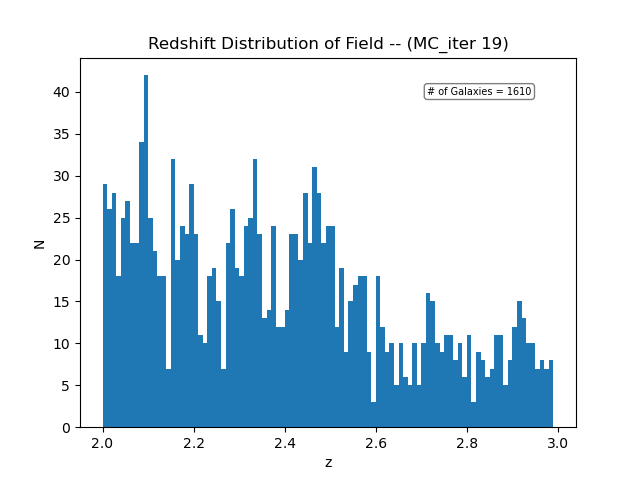 Redshift Distribution of Field -- (MC_iter 19)
# of Galaxies = 1610
N
40
35
30
25
20
15
10
5
0
2.0 2.2 2.4 2.6 2.8 3.0
z